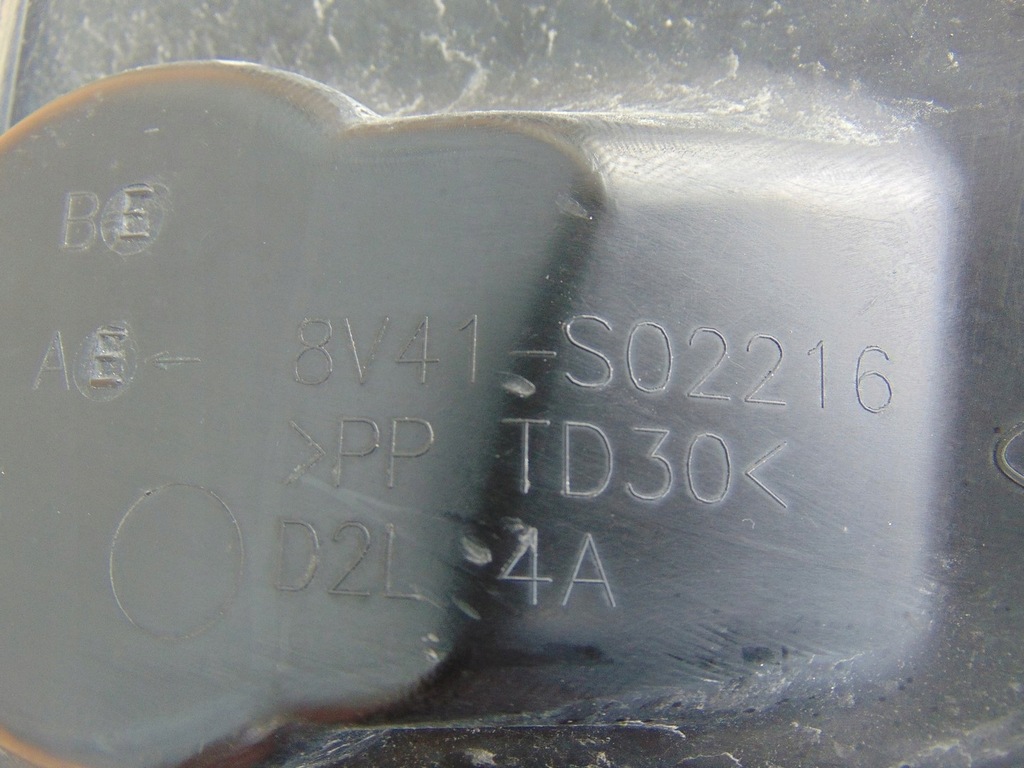 BE
AE ←
8V41-S02216
>PP TD30<
D2L 4A